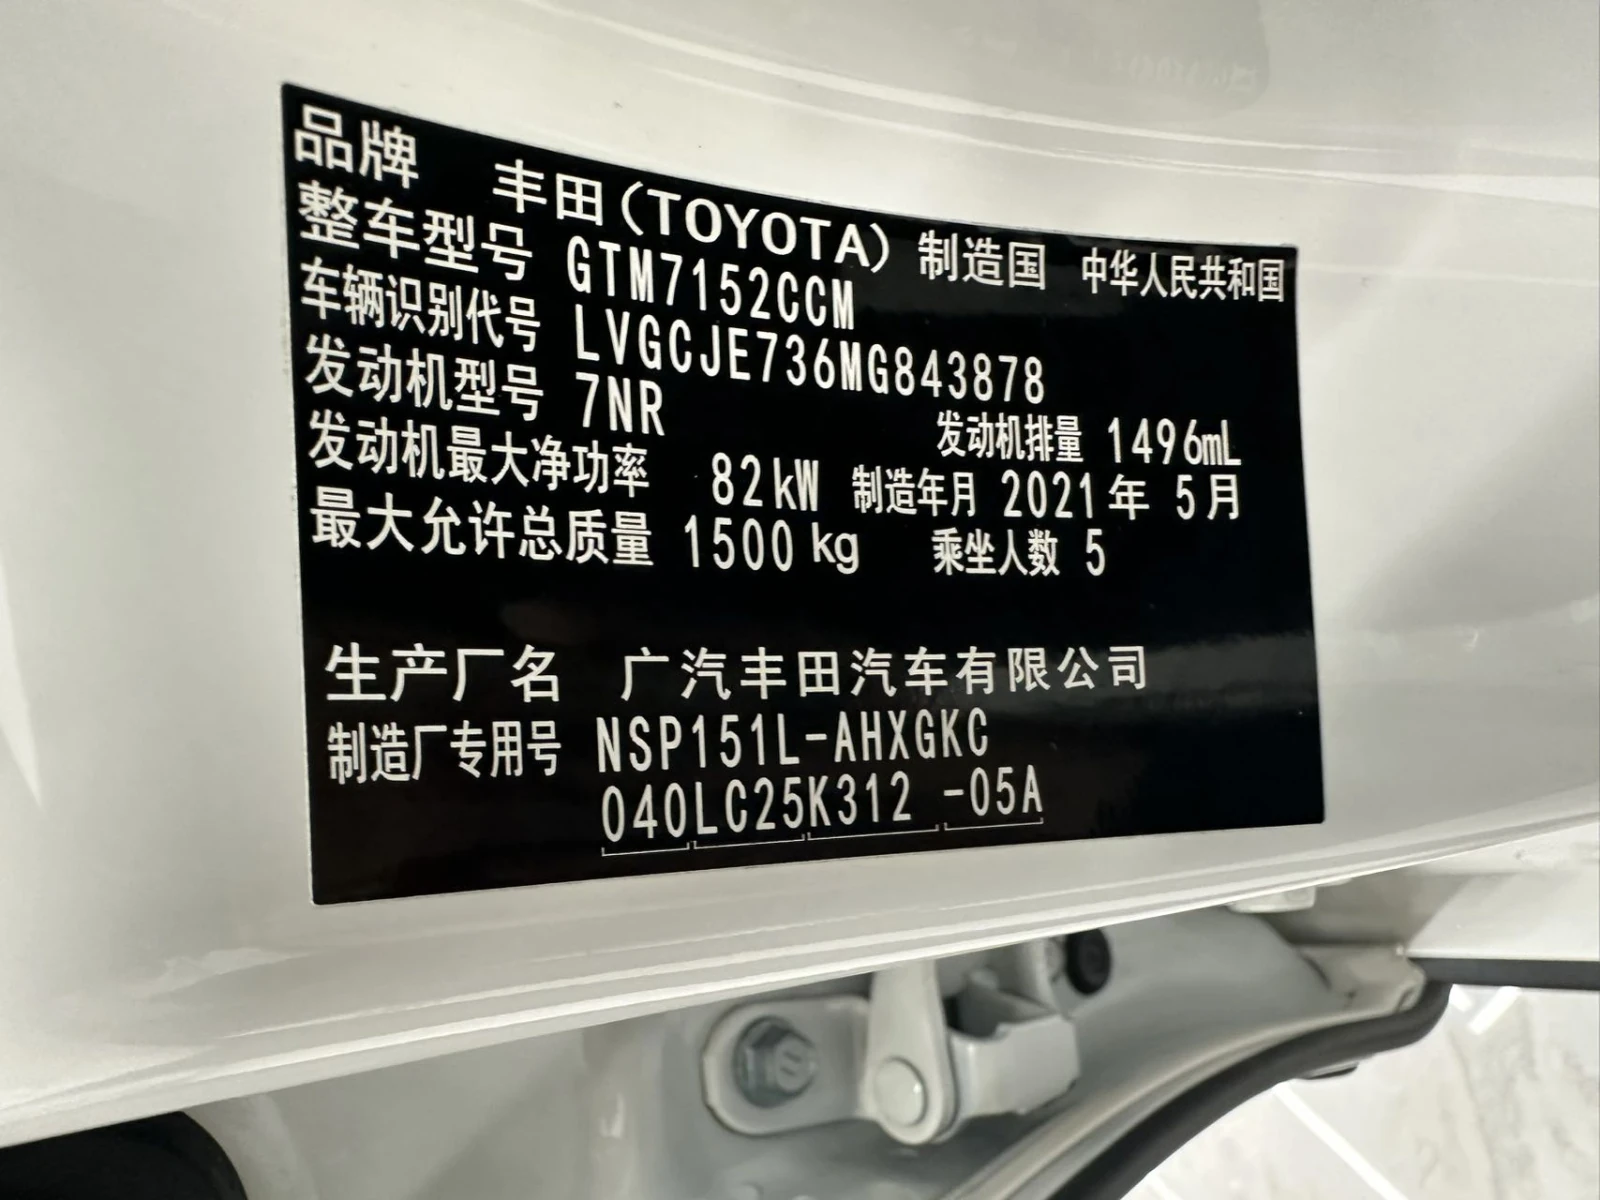 品牌 丰田(TOYOTA) 制造国 中华人民共和国
整车型号 GTM7152CCM
车辆识别代号 LVGCJE736MG843878
发动机型号 7NR 发动机排量 1496mL
发动机最大净功率 82kW 制造年月 2021年 5月
最大允许总质量 1500kg 乘坐人数 5
生产厂名 广汽丰田汽车有限公司
制造厂专用号 NSP151L-AHXGKC
040LC25K312 -05A